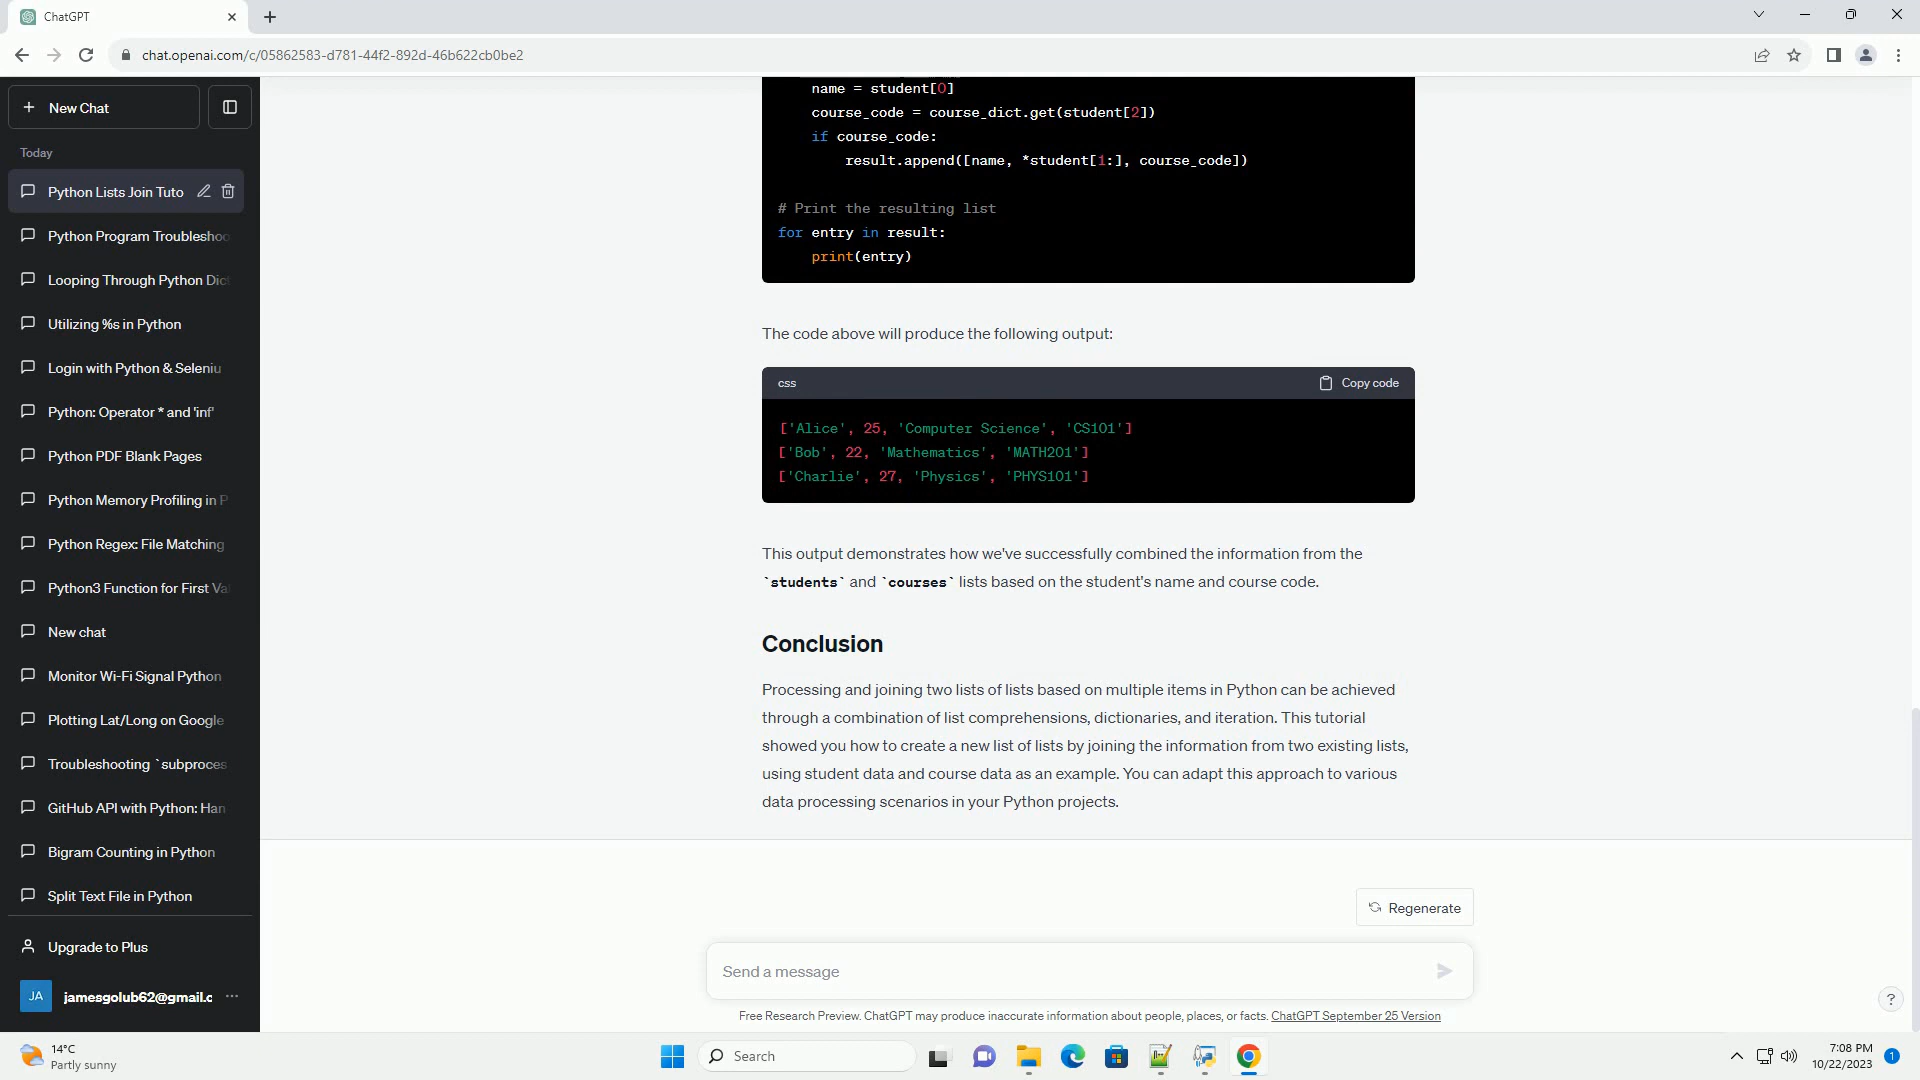 ChatGPT
chat.openai.com/c/05862583-d781-44f2-892d-46b622cb0be2
New Chat
Today
Python Lists Join Tuto
Python Program Troubleshoo
Looping Through Python Dict
Utilizing %s in Python
Login with Python & Seleniu
Python: Operator * and 'inf'
Python PDF Blank Pages
Python Memory Profiling in P
Python Regex: File Matching
Python3 Function for First Val
New chat
Monitor Wi-Fi Signal Python
Plotting Lat/Long on Google
Troubleshooting `subproces
GitHub API with Python: Han
Bigram Counting in Python
Split Text File in Python
Upgrade to Plus
JA
jamesgolub62@gmail.c
name = student[0]
course_code = course_dict.get(student[2])
if course_code:
result.append([name, *student[1:], course_code])
# Print the resulting list
for entry in result:
print(entry)
The code above will produce the following output:
css
Copy code
['Alice', 25, 'Computer Science', 'CS101']
['Bob', 22, 'Mathematics', 'MATH201']
['Charlie', 27, 'Physics', 'PHYS101']
This output demonstrates how we've successfully combined the information from the
`students` and `courses` lists based on the student's name and course code.
Conclusion
Processing and joining two lists of lists based on multiple items in Python can be achieved
through a combination of list comprehensions, dictionaries, and iteration. This tutorial
showed you how to create a new list of lists by joining the information from two existing lists,
using student data and course data as an example. You can adapt this approach to various
data processing scenarios in your Python projects.
Regenerate
Send a message
Free Research Preview. ChatGPT may produce inaccurate information about people, places, or facts. ChatGPT September 25 Version
?
14°C
Partly sunny
Search
7:08 PM
10/22/2023
1